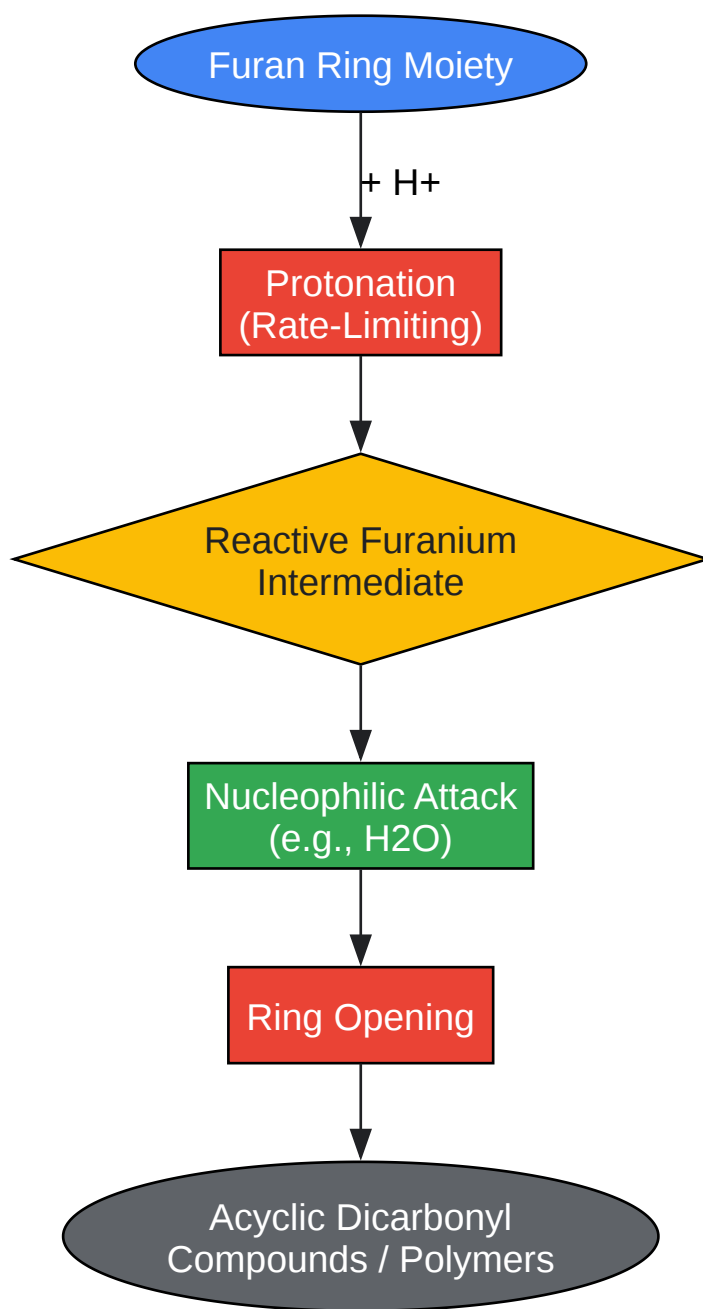 Furan Ring Moiety
+ H+
Protonation
(Rate-Limiting)
Reactive Furanium
Intermediate
Nucleophilic Attack
(e.g., H2O)
Ring Opening
Acyclic Dicarbonyl
Compounds / Polymers